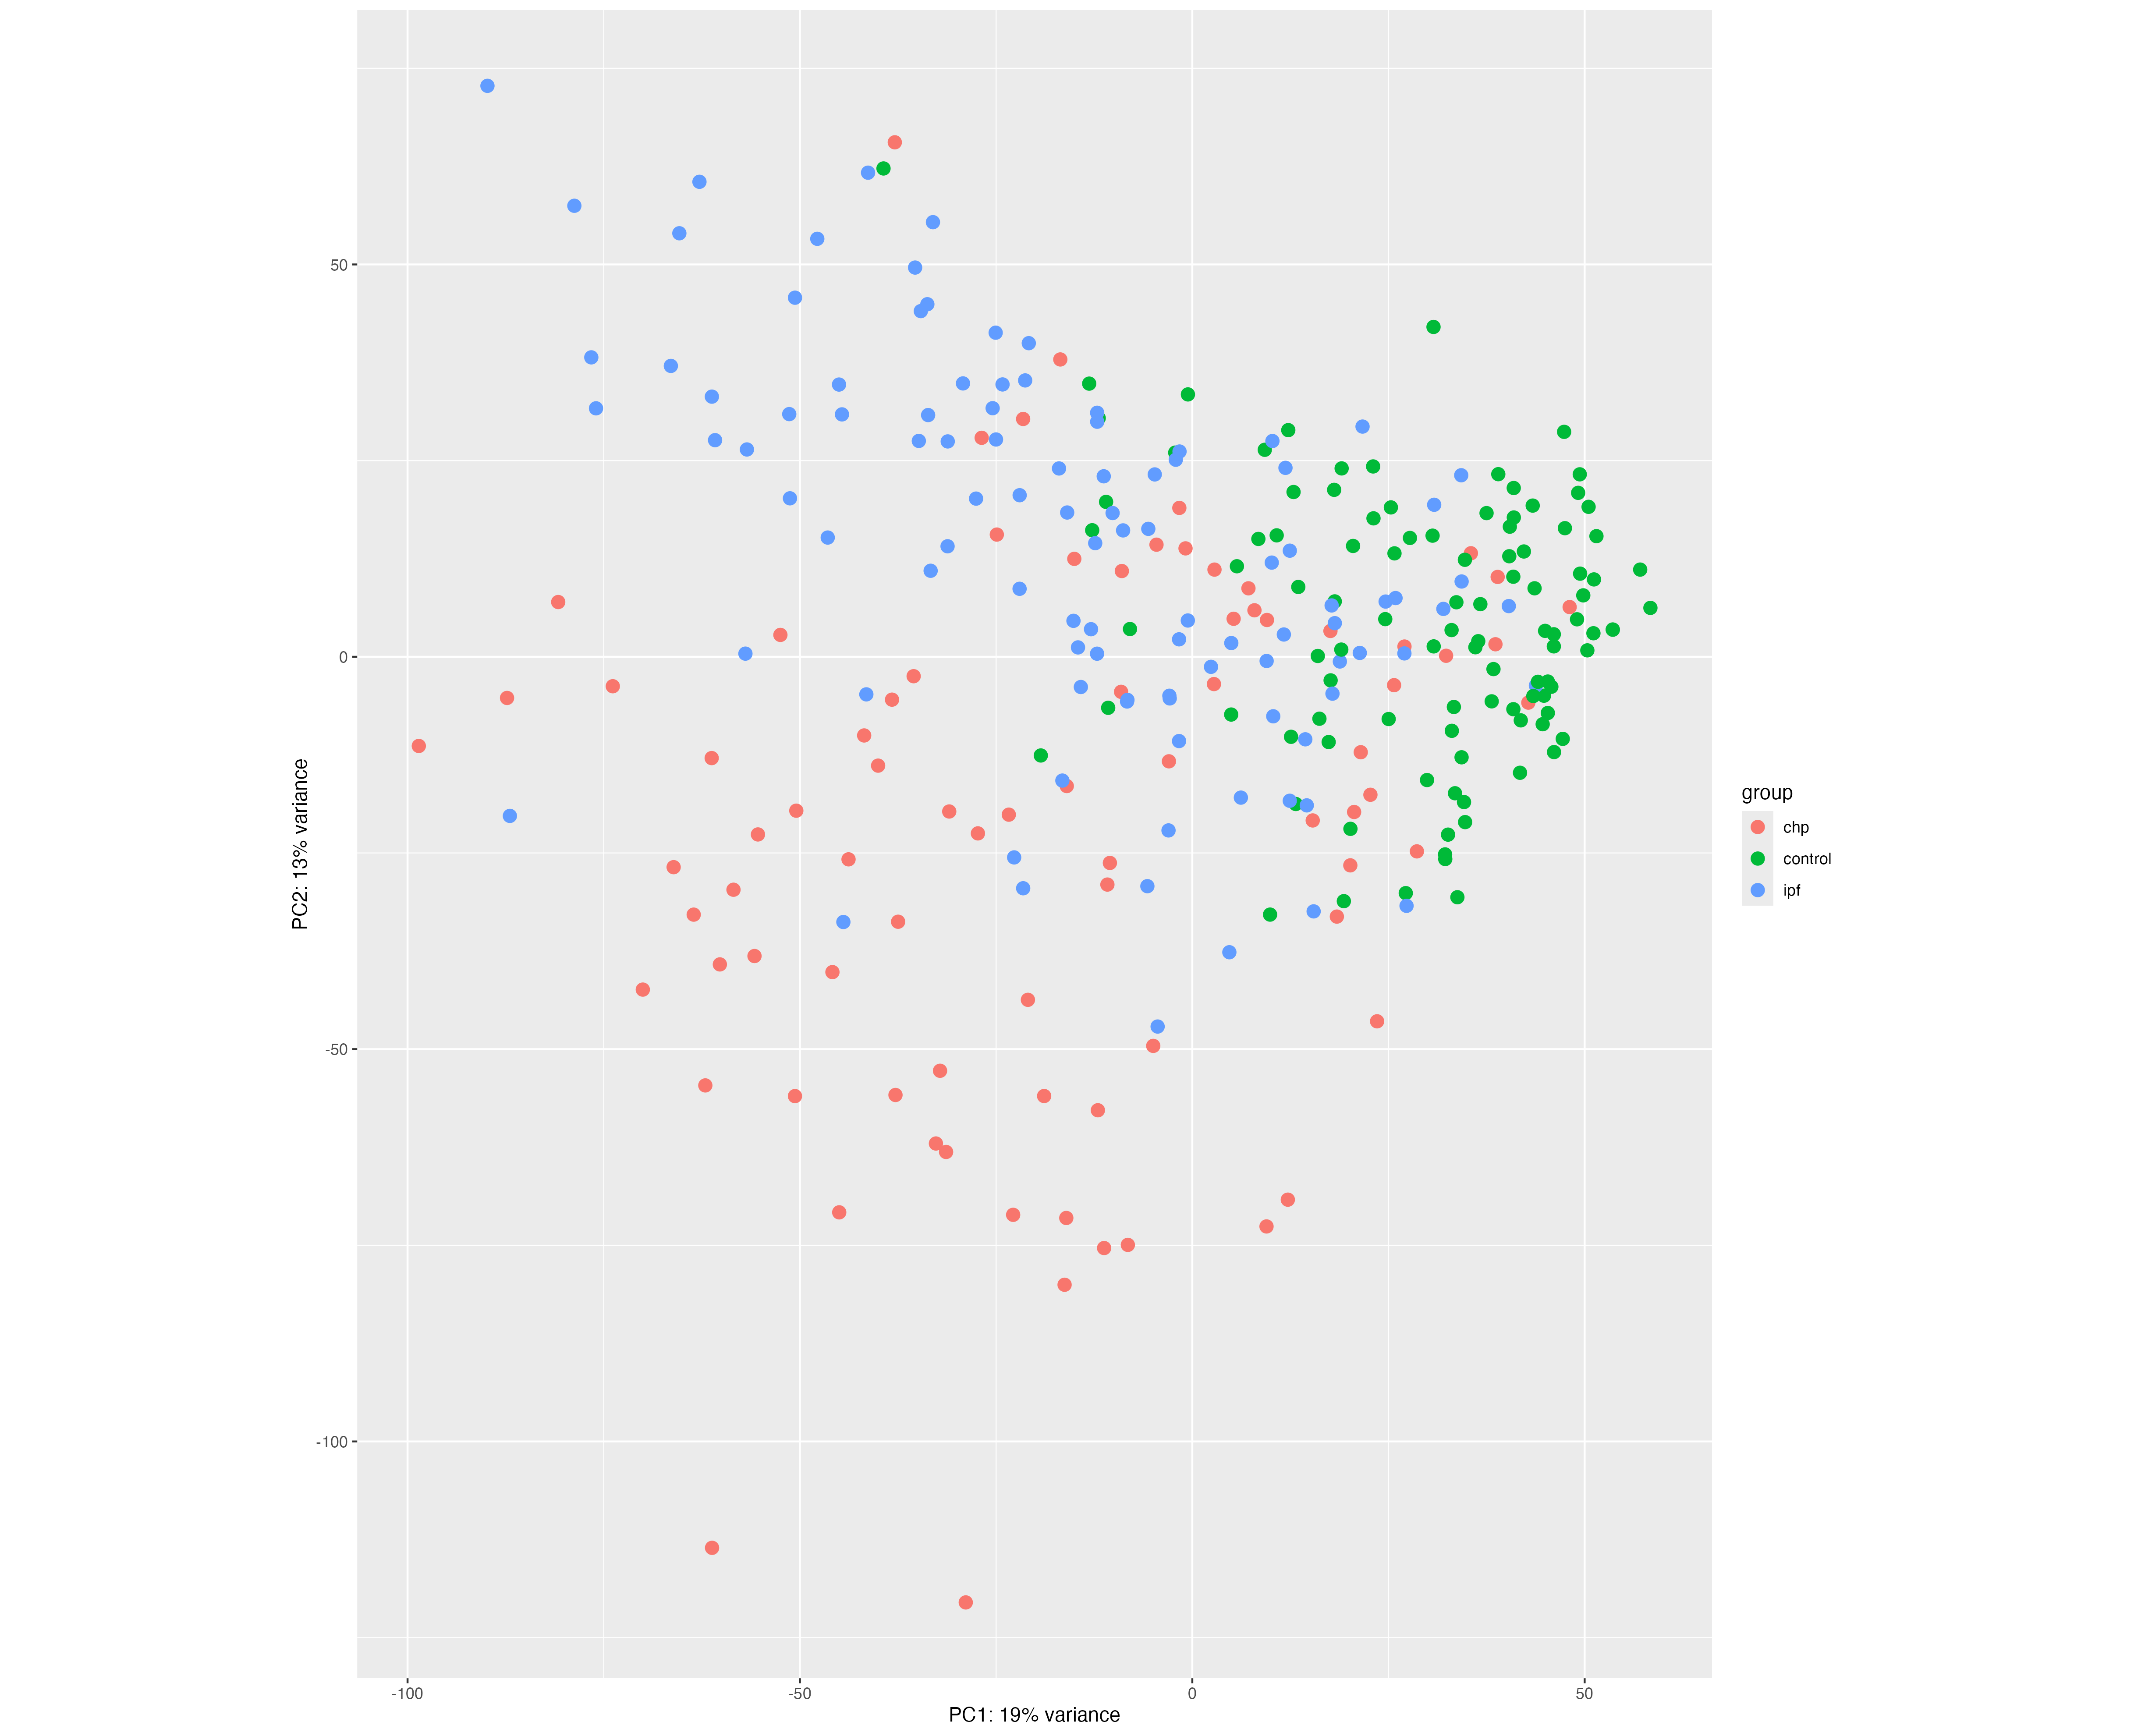 50
0
-50
-100
PC2: 13% variance
-100
-50
0
50
PC1: 19% variance
group
chp
control
ipf